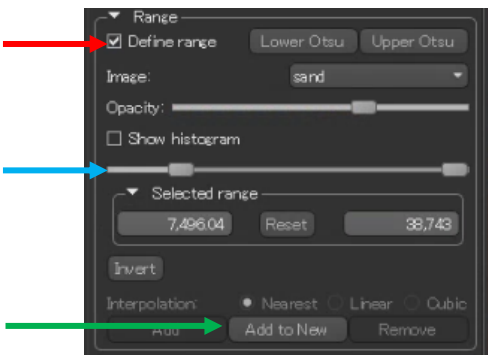 Range
Define range Lower Otsu Upper Otsu
Image: sand
Opacity:
Show histogram
Selected range
7,496.04 Reset 38,743
Invert
Interpolation: Nearest Linear Cubic
Add Add to New Remove